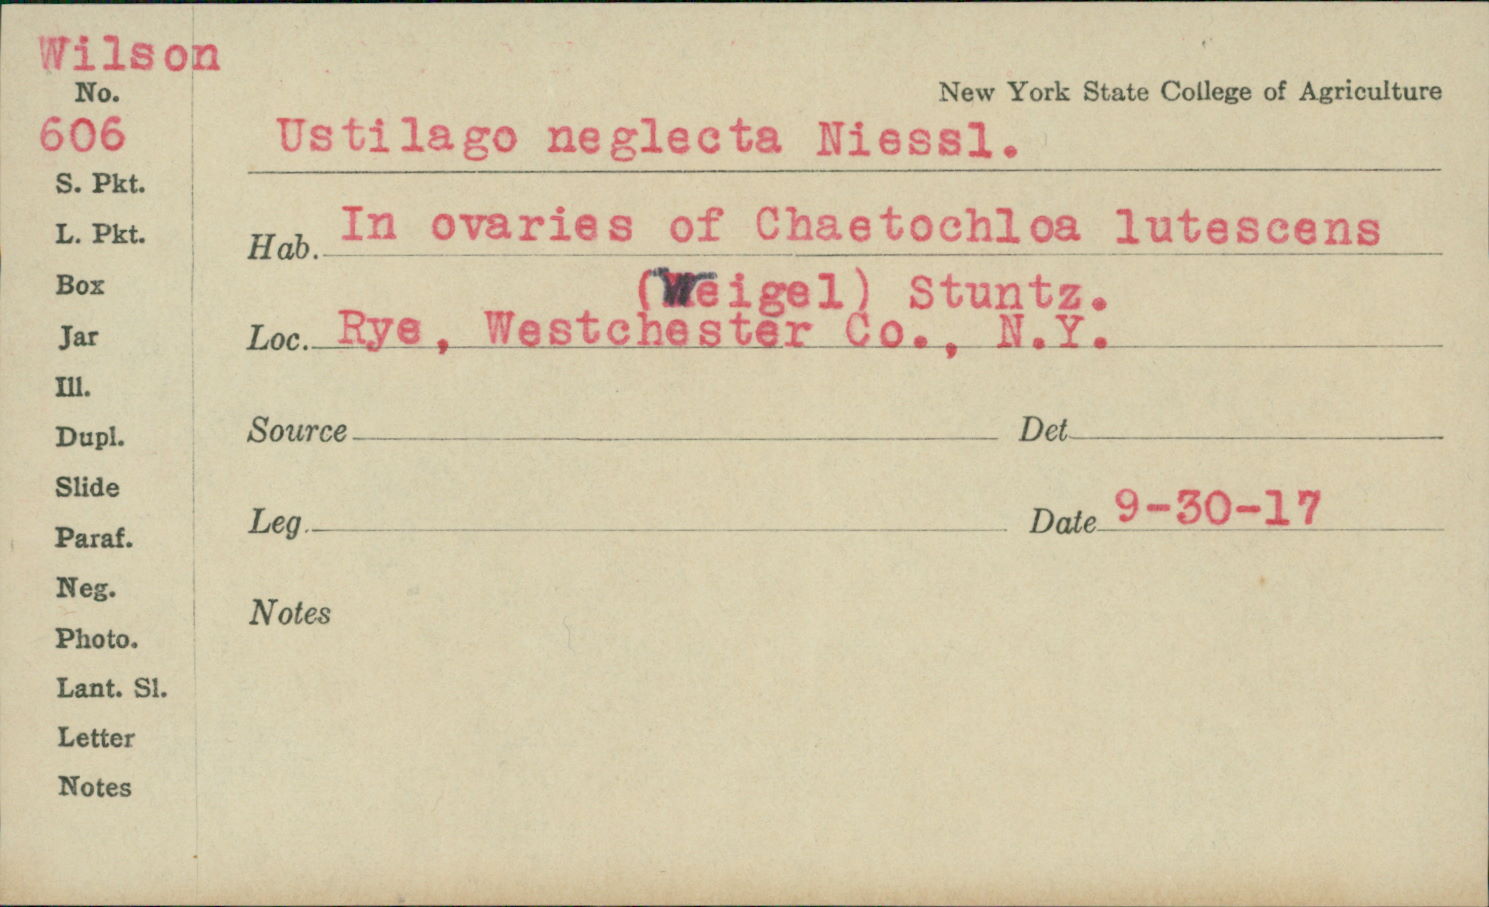 Wilson
No.
606
New York State College of Agriculture
Ustilago neglecta Niessl.
Hab. In ovaries of Chaetochloa lutescens
(Weigel) Stuntz.
Loc. Rye, Westchester Co., N.Y.
Source Det
Leg. Date 9-30-17
Notes
S. Pkt.
L. Pkt.
Box
Jar
Ill.
Dupl.
Slide
Paraf.
Neg.
Photo.
Lant. Sl.
Letter
Notes